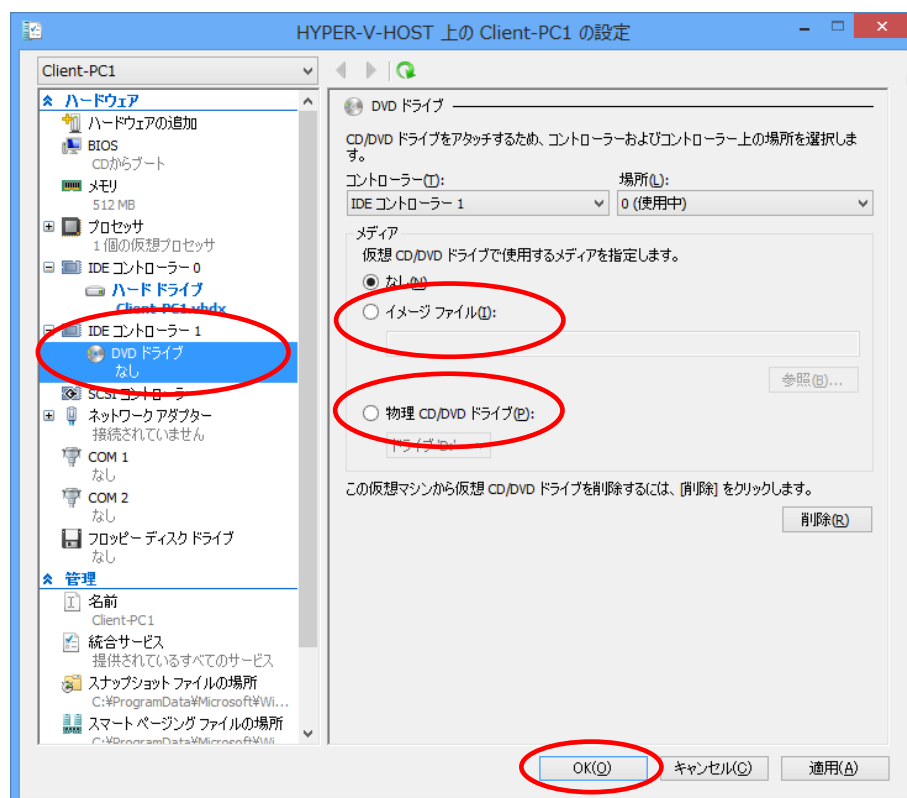 HYPER-V-HOST 上の Client-PC1 の設定
Client-PC1
ハードウェア
ハードウェアの追加
BIOS
CDからブート
メモリ
512 MB
プロセッサ
1 個の仮想プロセッサ
IDE コントローラー 0
ハード ドライブ
Client-PC1.vhdx
IDE コントローラー 1
DVD ドライブ
なし
SCSI コントローラー
ネットワーク アダプター
接続されていません
COM 1
なし
COM 2
なし
フロッピー ディスク ドライブ
なし
管理
名前
Client-PC1
統合サービス
提供されているすべてのサービス
スナップショット ファイルの場所
C:¥ProgramData¥Microsoft¥Wi...
スマート ページング ファイルの場所
C:¥ProgramData¥Microsoft¥Wi...
DVD ドライブ
CD/DVD ドライブをアタッチするため、コントローラーおよびコントローラー上の場所を選択しま
す。
コントローラー(T):
場所(L):
IDE コントローラー 1
0 (使用中)
メディア
仮想 CD/DVD ドライブで使用するメディアを指定します。
なし(N)
イメージ ファイル(I):
参照(B)...
物理 CD/DVD ドライブ(P):
ドライブ 'D:'
この仮想マシンから仮想 CD/DVD ドライブを削除するには、[削除] をクリックします。
削除(R)
OK(O)
キャンセル(C)
適用(A)